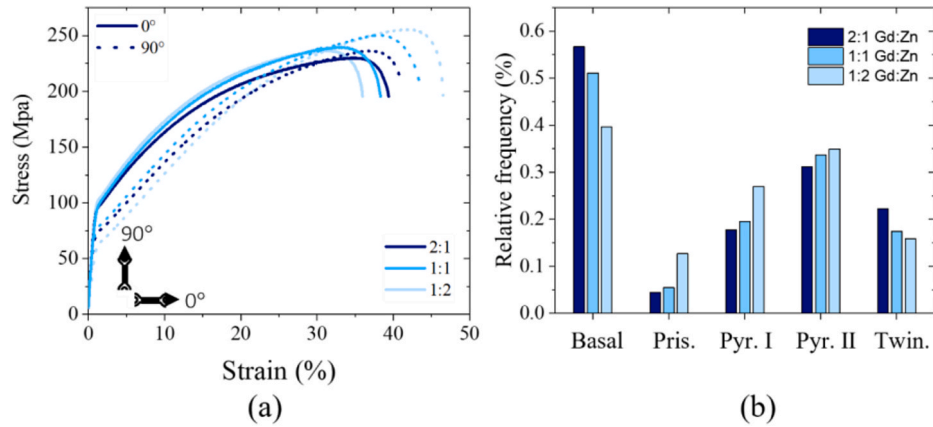 0°
90°
250
200
150
100
50
0
Stress (Mpa)
90°
0°
2:1
1:1
1:2
0 10 20 30 40 50
Strain (%)
(a)
0.6
0.5
0.4
0.3
0.2
0.1
0.0
Relative frequency (%)
2:1 Gd:Zn
1:1 Gd:Zn
1:2 Gd:Zn
Basal Pris. Pyr. I Pyr. II Twin.
(b)